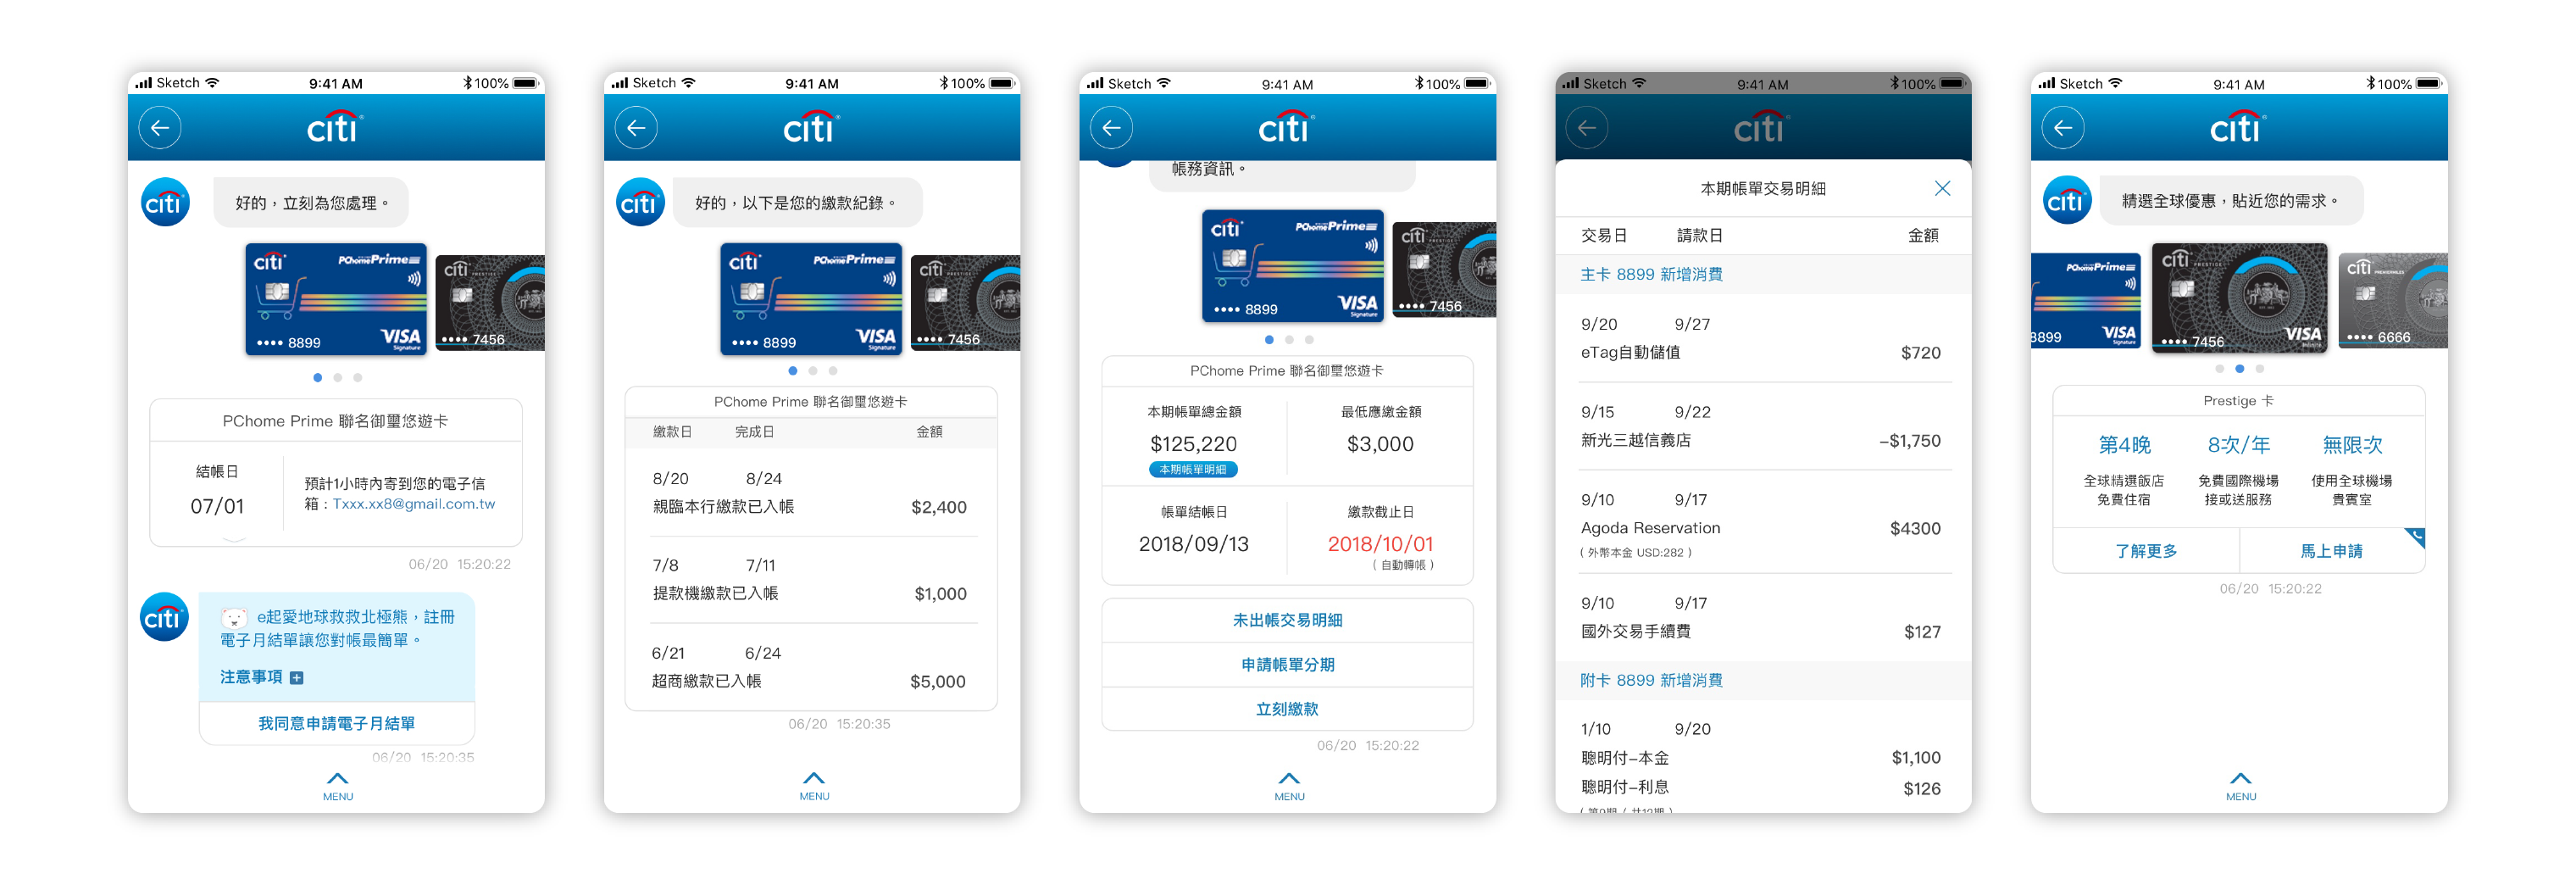 Sketch 9:41 AM 100%
citi
citi 好的，立刻為您處理。
citi PChome Prime
•••• 8899 VISA
Signature
citi PRESTIGE
•••• 7456
PChome Prime 聯名御璽悠遊卡
結帳日
07/01
預計1小時內寄到您的電子信
箱：Txxx.xx8@gmail.com.tw
06/20 15:20:22
citi
e起愛地球救救北極熊，註冊
電子月結單讓您對帳最簡單。
注意事項
我同意申請電子月結單
06/20 15:20:35
MENU
Sketch 9:41 AM 100%
citi
citi 好的，以下是您的繳款紀錄。
citi PChome Prime
•••• 8899 VISA
Signature
citi PRESTIGE
•••• 7456
PChome Prime 聯名御璽悠遊卡
繳款日 完成日 金額
8/20 8/24
親臨本行繳款已入帳 $2,400
7/8 7/11
提款機繳款已入帳 $1,000
6/21 6/24
超商繳款已入帳 $5,000
06/20 15:20:35
MENU
Sketch 9:41 AM 100%
citi
帳務資訊。
citi PChome Prime
•••• 8899 VISA
Signature
citi PRESTIGE
•••• 7456
PChome Prime 聯名御璽悠遊卡
本期帳單總金額 最低應繳金額
$125,220 $3,000
本期帳單明細
帳單結帳日 繳款截止日
2018/09/13 2018/10/01
（自動轉帳）
未出帳交易明細
申請帳單分期
立刻繳款
06/20 15:20:22
MENU
Sketch 9:41 AM 100%
citi
本期帳單交易明細
交易日 請款日 金額
主卡 8899 新增消費
9/20 9/27
eTag自動儲值 $720
9/15 9/22
新光三越信義店 –$1,750
9/10 9/17
Agoda Reservation $4300
（外幣本金 USD:282）
9/10 9/17
國外交易手續費 $127
附卡 8899 新增消費
1/10 9/20
聰明付–本金 $1,100
聰明付–利息 $126
Sketch 9:41 AM 100%
citi
citi 精選全球優惠，貼近您的需求。
PChome Prime
8899 VISA
Signature
citi PRESTIGE
•••• 7456 VISA
Infinite
citi PREMIERMILES
•••• 6666
Prestige 卡
第4晚 8次/年 無限次
全球精選飯店 免費國際機場 使用全球機場
免費住宿 接或送服務 貴賓室
了解更多 馬上申請
06/20 15:20:22
MENU